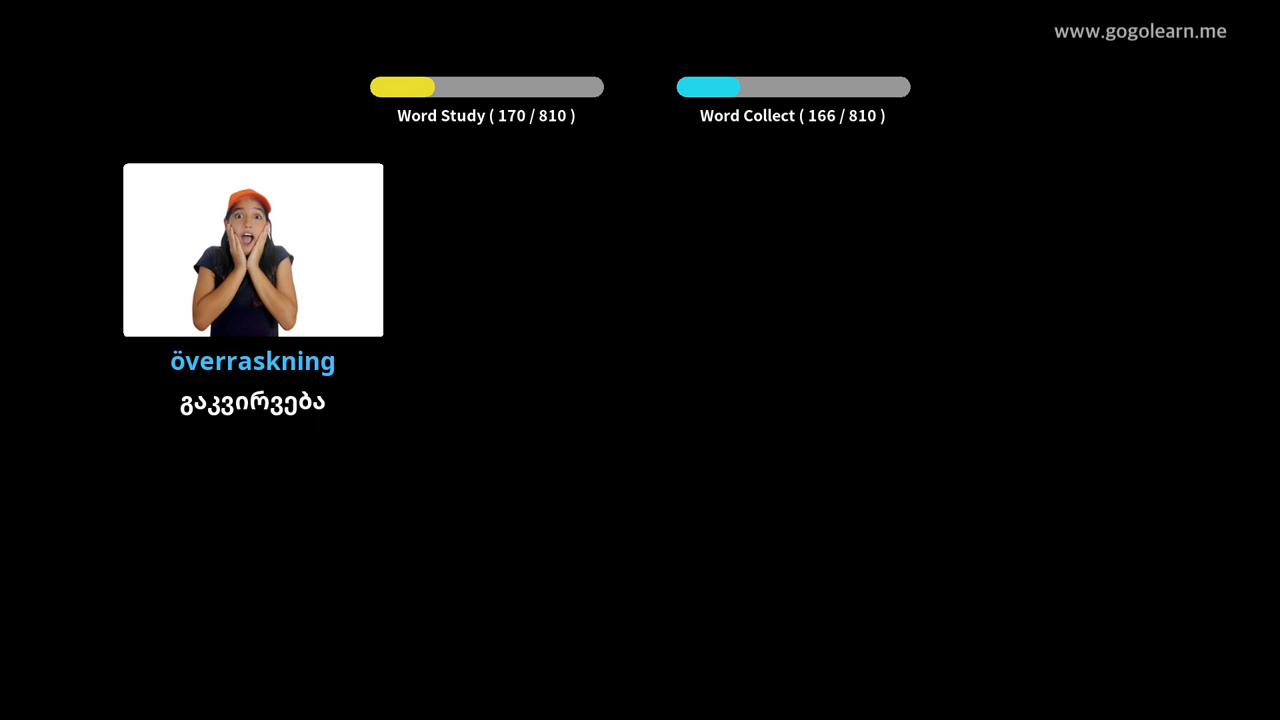 www.gogolearn.me
Word Study ( 170 / 810 )
Word Collect ( 166 / 810 )
överraskning
გაკვირვება